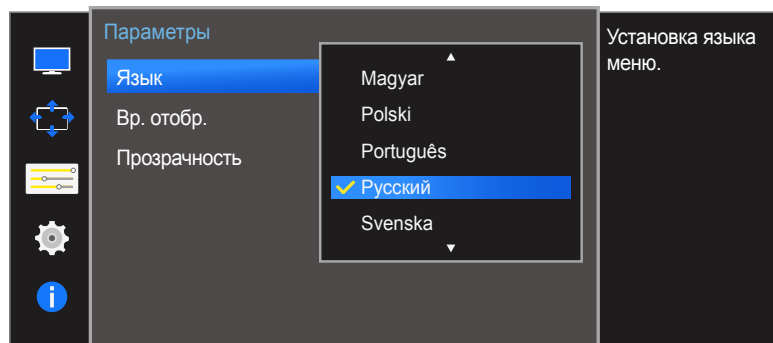 Параметры
Язык
Вр. отобр.
Прозрачность
Magyar
Polski
Português
Русский
Svenska
Установка языка
меню.